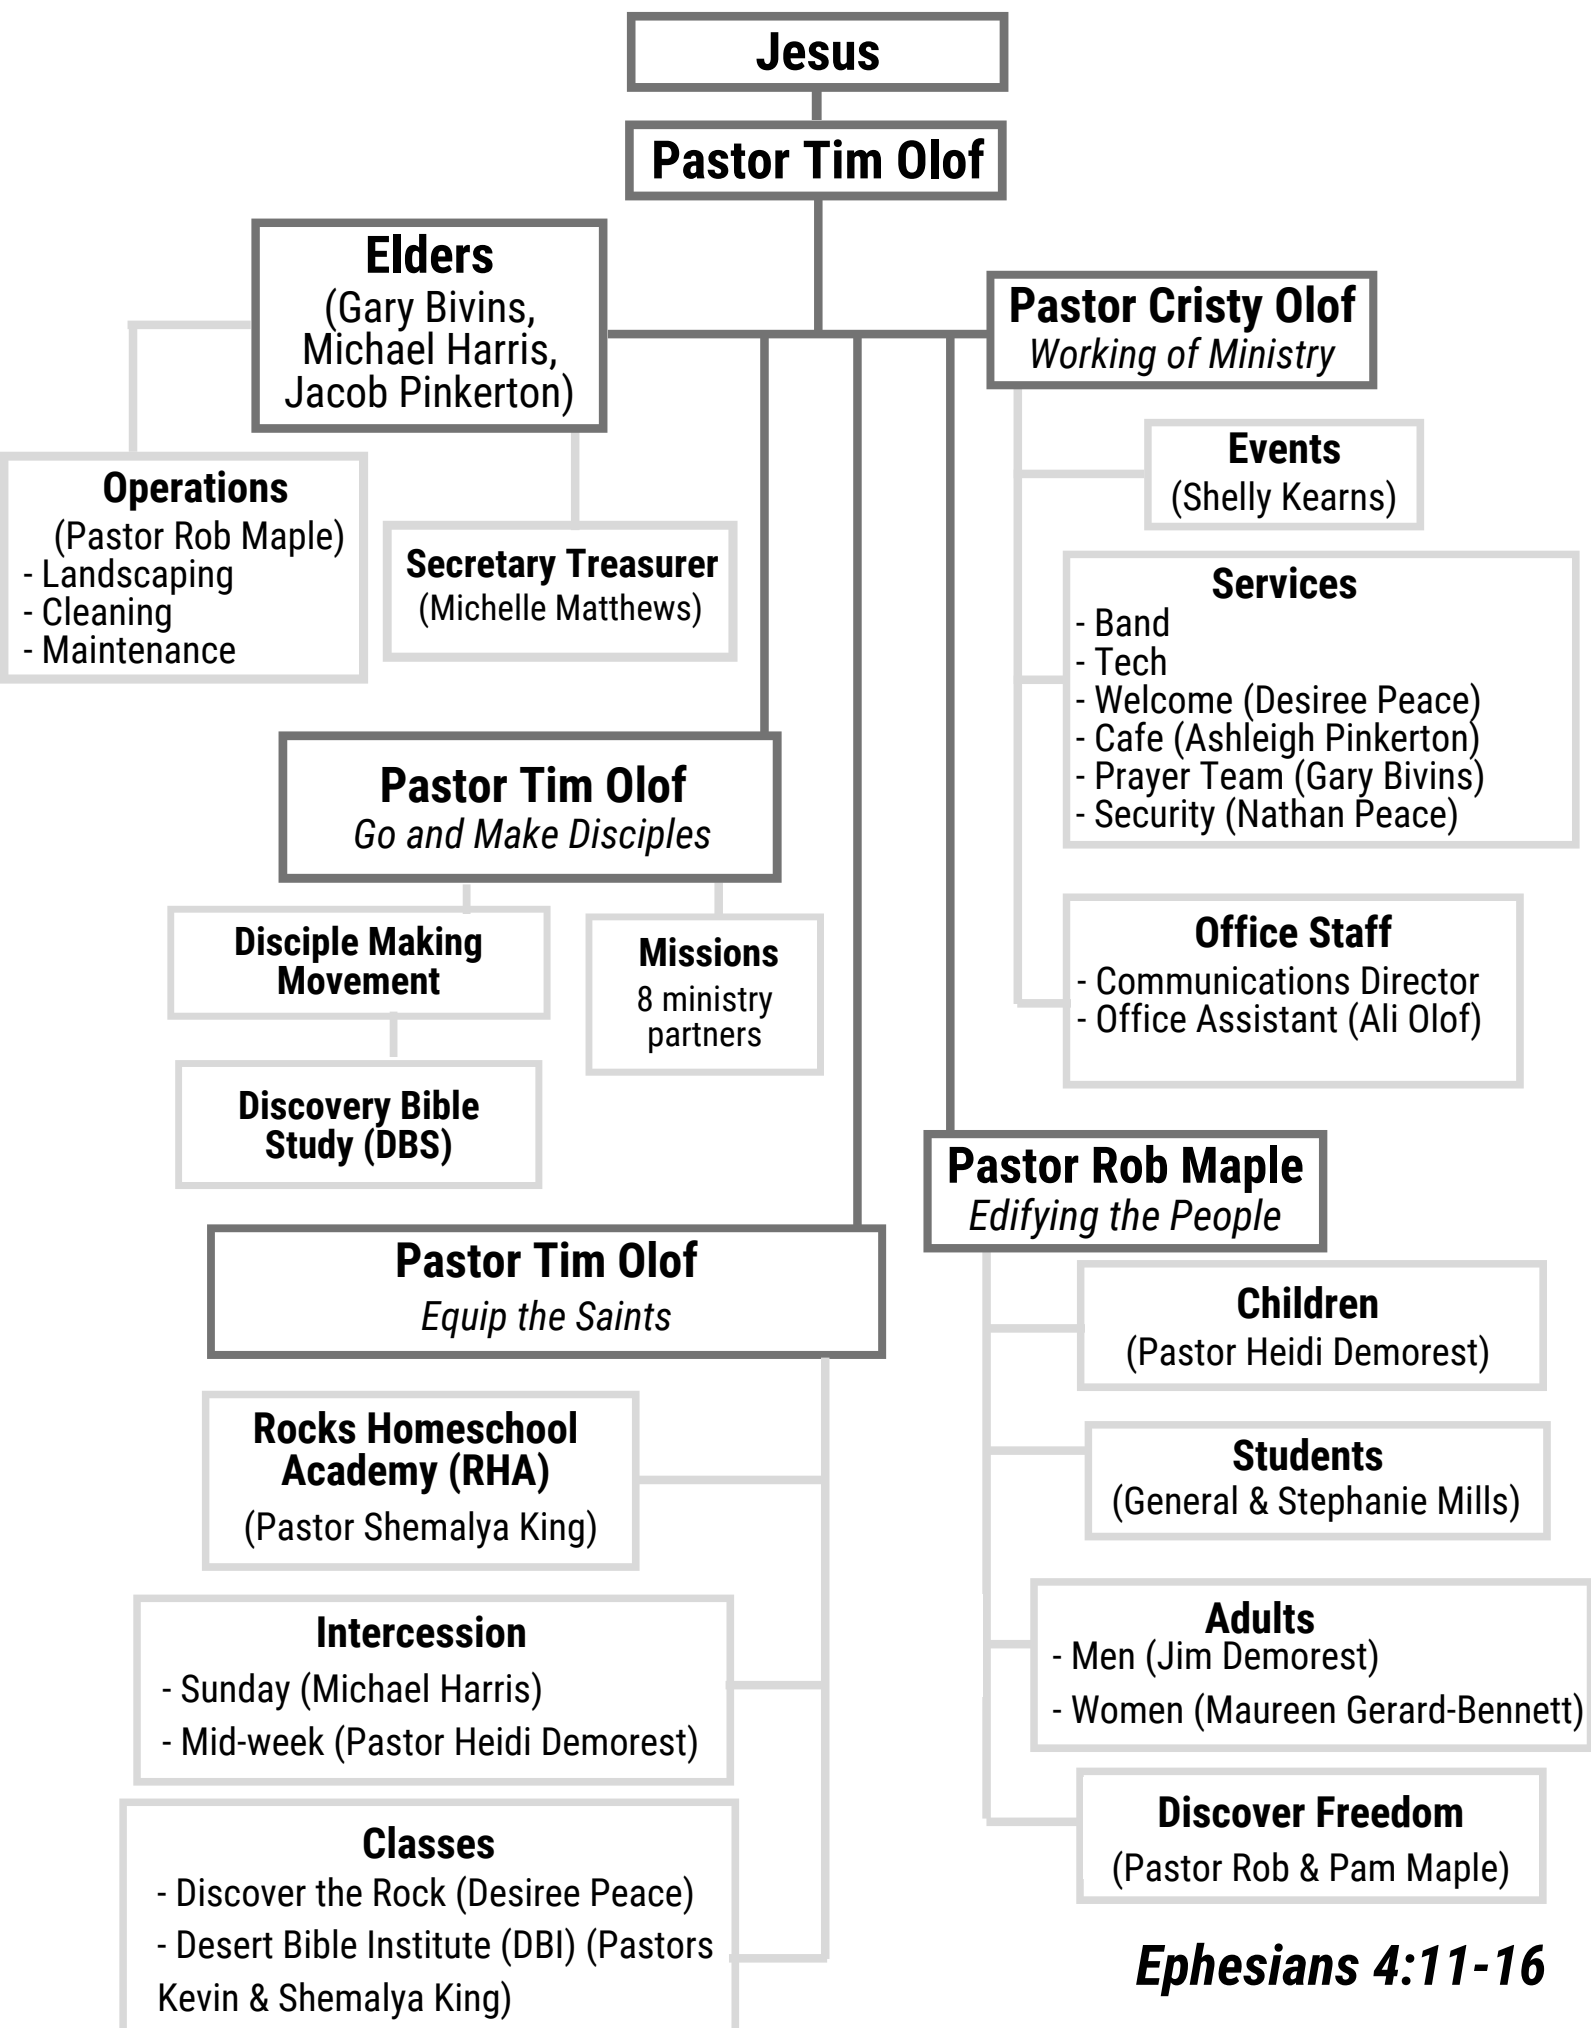 Jesus
Pastor Tim Olof
Elders
(Gary Bivins,
Michael Harris,
Jacob Pinkerton)
Pastor Cristy Olof
Working of Ministry
Operations
(Pastor Rob Maple)
- Landscaping
- Cleaning
- Maintenance
Secretary Treasurer
(Michelle Matthews)
Events
(Shelly Kearns)
Services
- Band
- Tech
- Welcome (Desiree Peace)
- Cafe (Ashleigh Pinkerton)
- Prayer Team (Gary Bivins)
- Security (Nathan Peace)
Office Staff
- Communications Director
- Office Assistant (Ali Olof)
Pastor Tim Olof
Go and Make Disciples
Disciple Making
Movement
Discovery Bible
Study (DBS)
Missions
8 ministry
partners
Pastor Tim Olof
Equip the Saints
Rocks Homeschool
Academy (RHA)
(Pastor Shemalya King)
Intercession
- Sunday (Michael Harris)
- Mid-week (Pastor Heidi Demorest)
Classes
- Discover the Rock (Desiree Peace)
- Desert Bible Institute (DBI) (Pastors
Kevin & Shemalya King)
Pastor Rob Maple
Edifying the People
Children
(Pastor Heidi Demorest)
Students
(General & Stephanie Mills)
Adults
- Men (Jim Demorest)
- Women (Maureen Gerard-Bennett)
Discover Freedom
(Pastor Rob & Pam Maple)
Ephesians 4:11-16